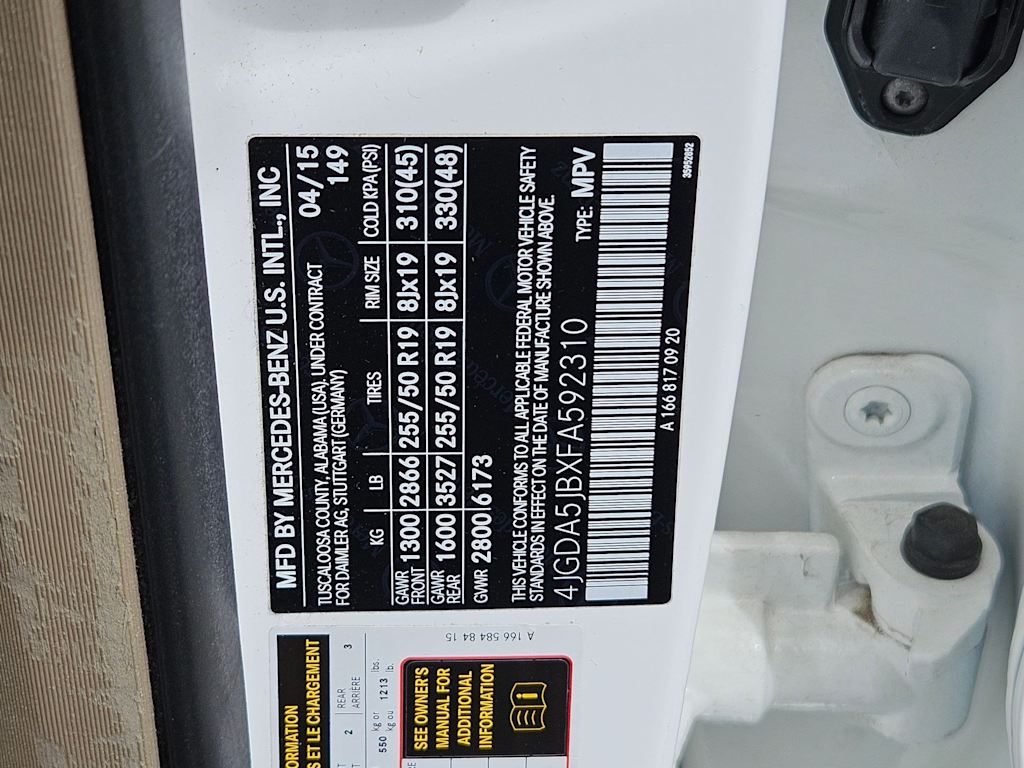 MFD BY MERCEDES-BENZ U.S. INTL., INC
TUSCALOOSA COUNTY, ALABAMA (USA), UNDER CONTRACT 04/15
FOR DAIMLER AG, STUTTGART (GERMANY) 149
KG LB TIRES RIM SIZE COLD KPA (PSI)
GAWR FRONT 1300 2866 255/50 R19 8Jx19 310(45)
GAWR REAR 1600 3527 255/50 R19 8Jx19 330(48)
GVWR 2800 6173
THIS VEHICLE CONFORMS TO ALL APPLICABLE FEDERAL MOTOR VEHICLE SAFETY
STANDARDS IN EFFECT ON THE DATE OF MANUFACTURE SHOWN ABOVE.
4JGDA5JBXFA592310 TYPE: MPV
A 166 817 09 20
35952852
S ET LE CHARGEMENT
2 REAR ARRIÈRE 3
550 kg or kg ou 1213 lbs. lb.
SEE OWNER'S
MANUAL FOR
ADDITIONAL
INFORMATION
A 166 584 84 15